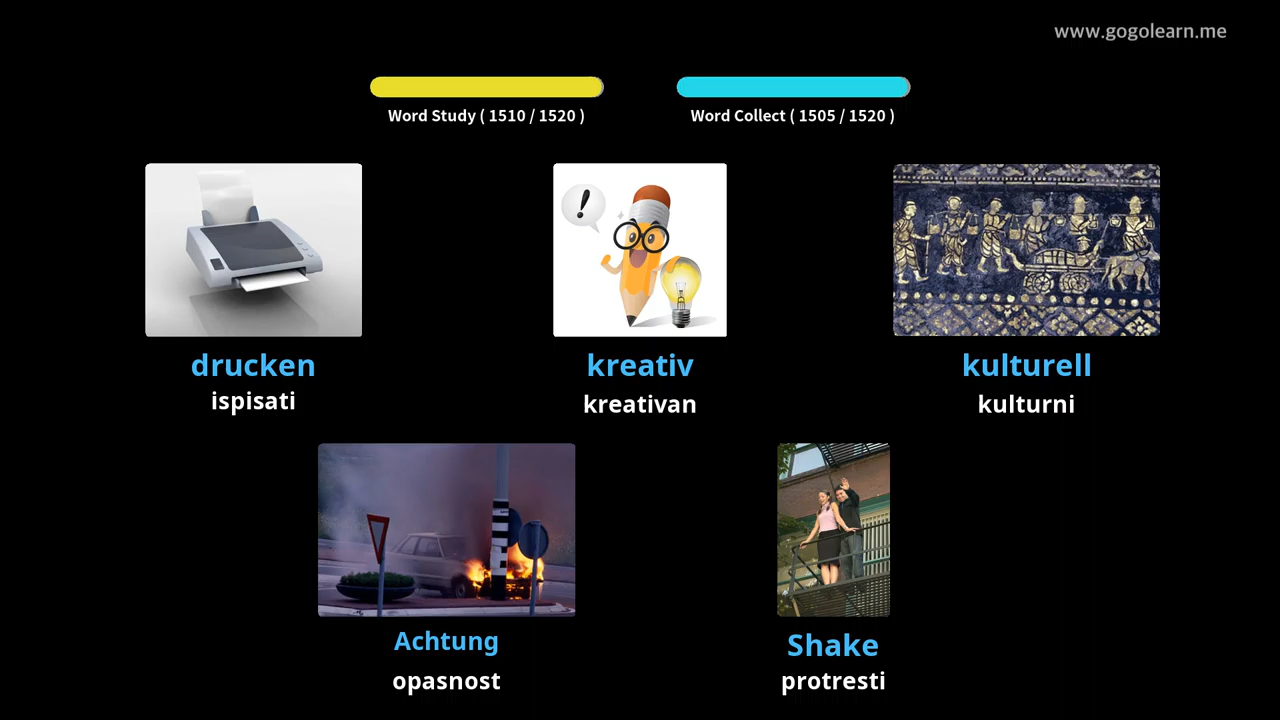 www.gogolearn.me
Word Study ( 1510 / 1520 )
Word Collect ( 1505 / 1520 )
drucken
ispisati
kreativ
kreativan
kulturell
kulturni
Achtung
opasnost
Shake
protresti